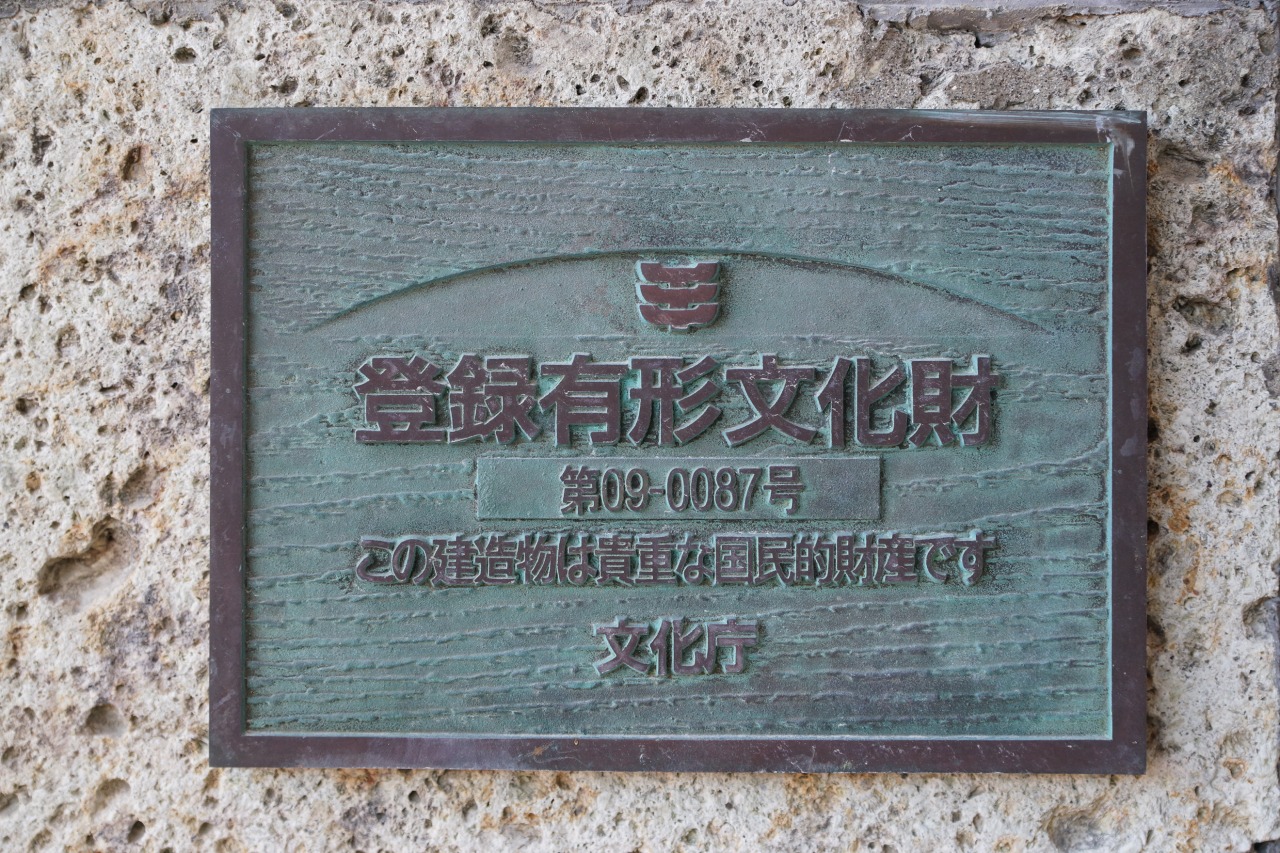 登録有形文化財
第09-0087号
この建造物は貴重な国民的財産です
文化庁